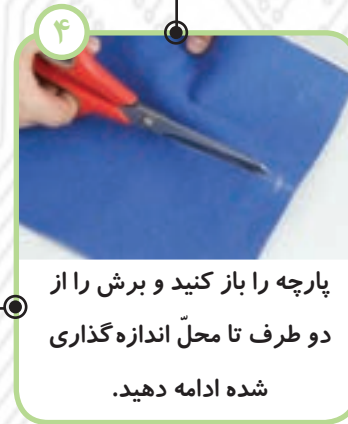 ۴
پارچه را باز کنید و برش را از
دو طرف تا محلّ اندازه‌گذاری
شده ادامه دهید.